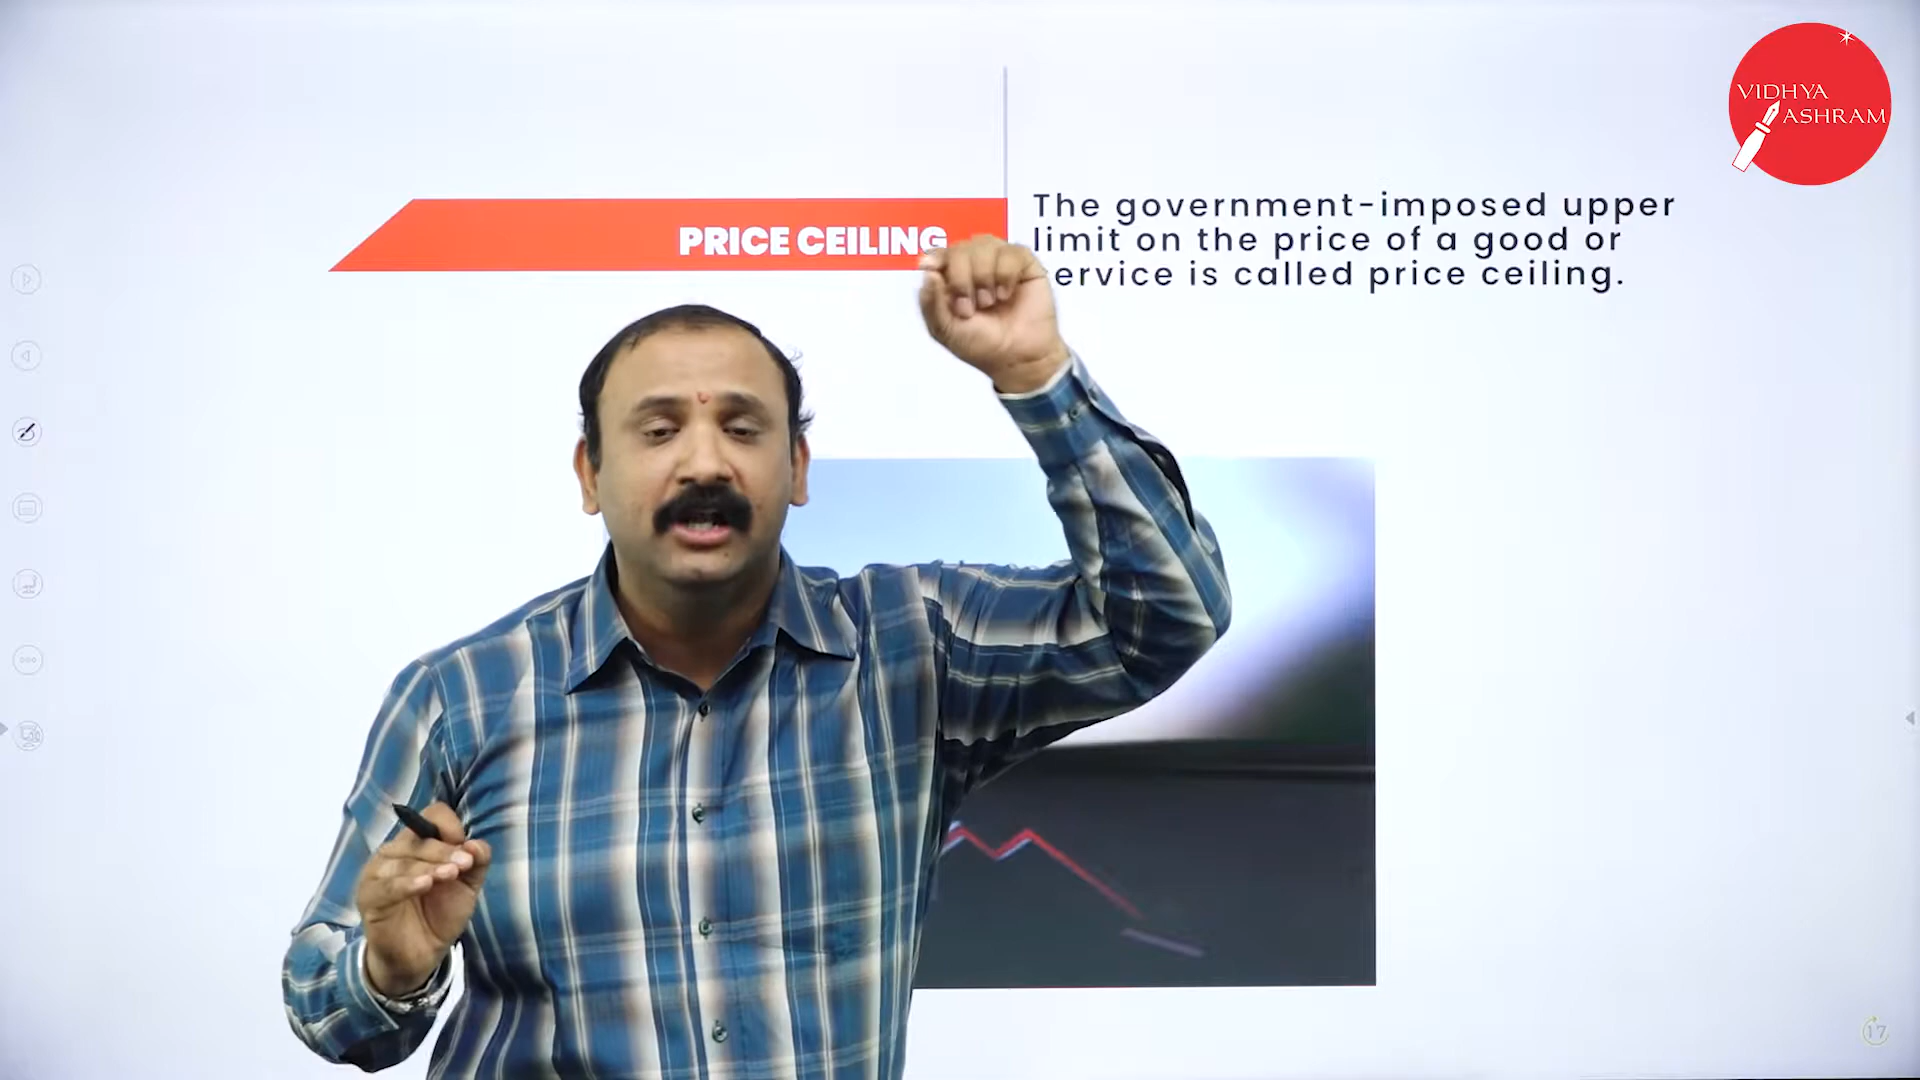 VIDHYA
ASHRAM
PRICE CEILING
The government-imposed upper
limit on the price of a good or
service is called price ceiling.
17